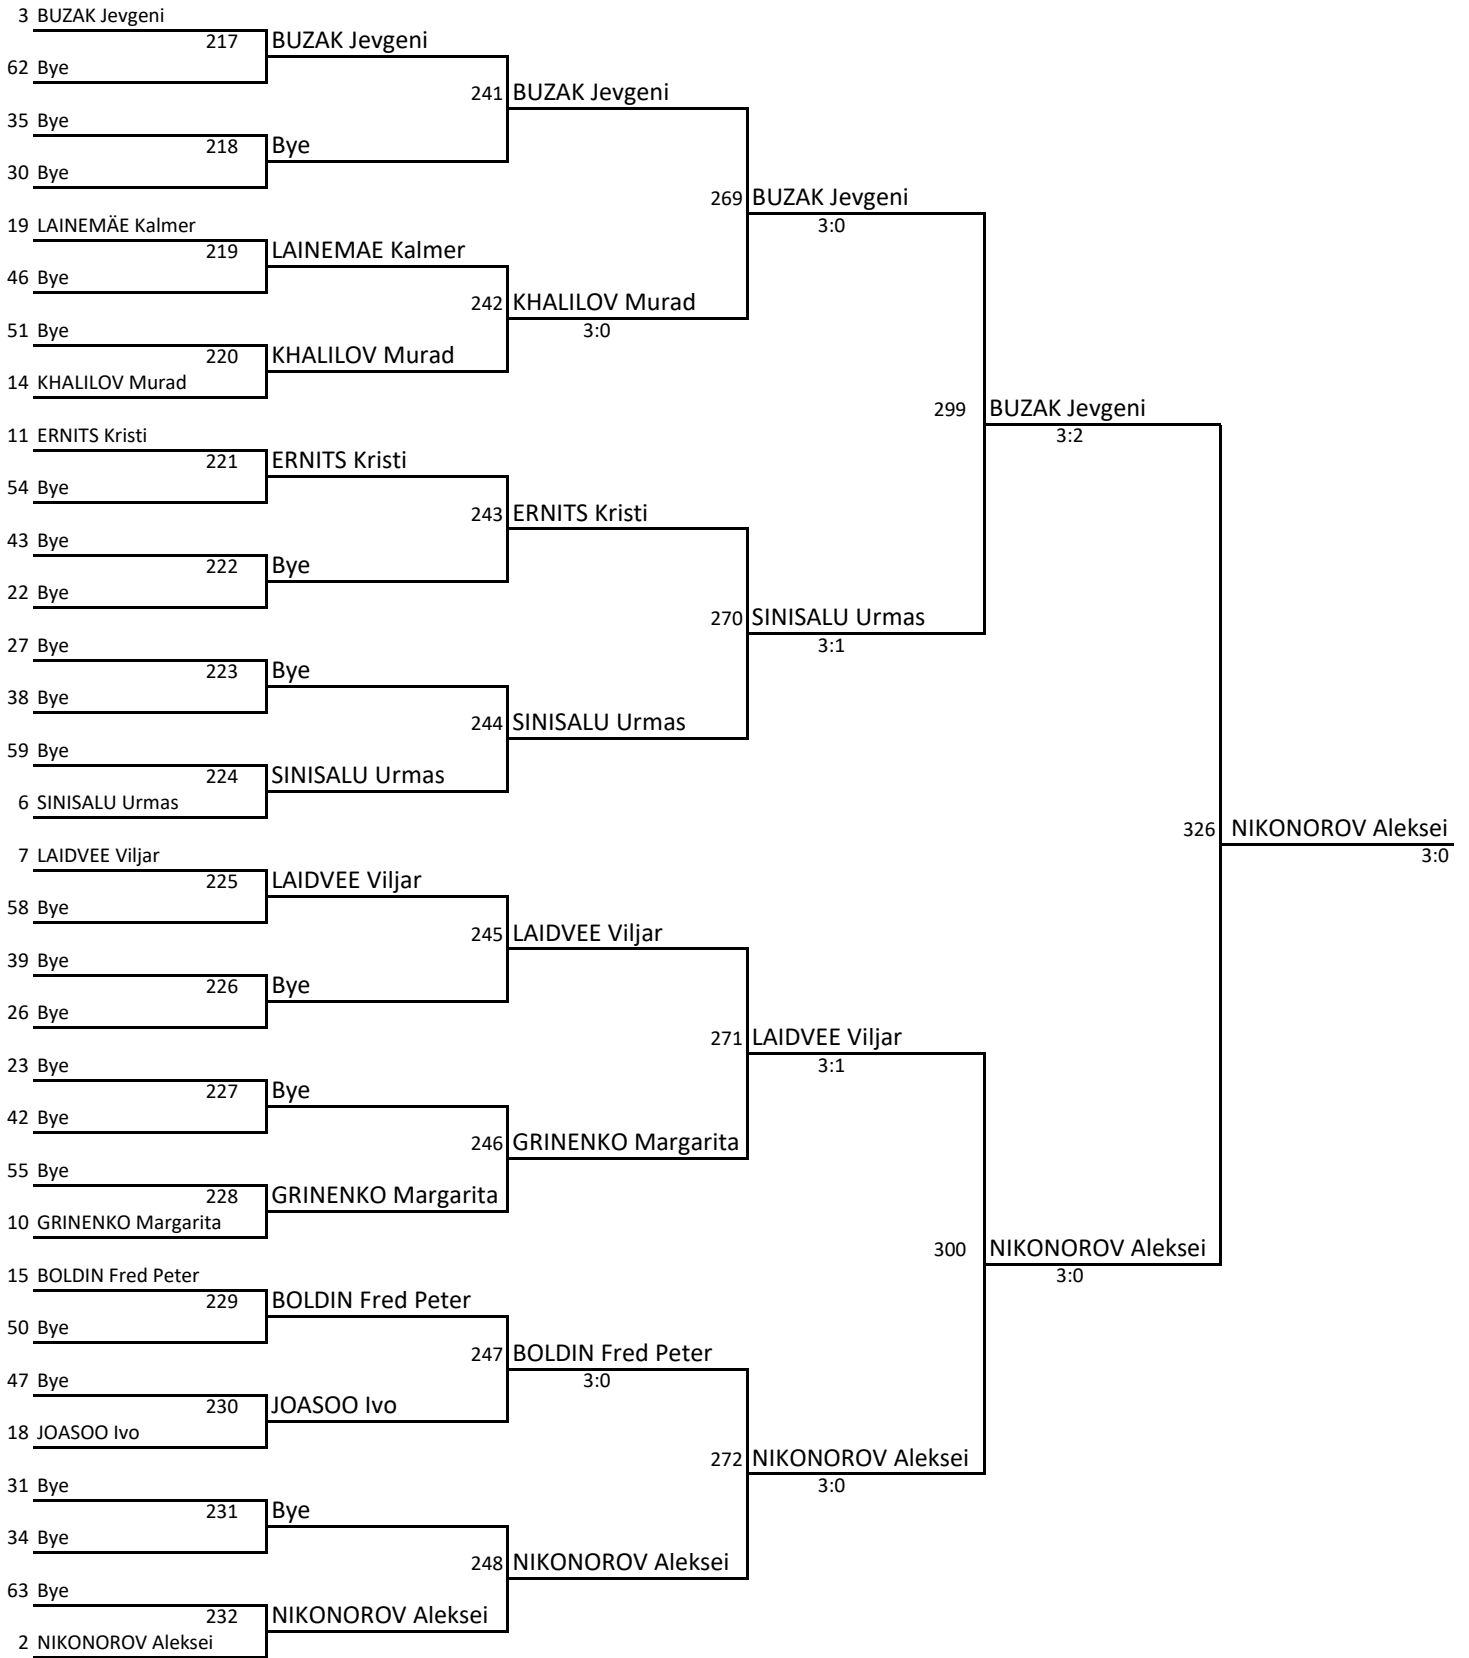 3 BUZAK Jevgeni
217 BUZAK Jevgeni
62 Bye
241 BUZAK Jevgeni
35 Bye
218 Bye
30 Bye
269 BUZAK Jevgeni
3:0
19 LAINEMÄE Kalmer
219 LAINEMAE Kalmer
46 Bye
242 KHALILOV Murad
3:0
51 Bye
220 KHALILOV Murad
14 KHALILOV Murad
299 BUZAK Jevgeni
3:2
11 ERNITS Kristi
221 ERNITS Kristi
54 Bye
243 ERNITS Kristi
43 Bye
222 Bye
22 Bye
270 SINISALU Urmas
3:1
27 Bye
223 Bye
38 Bye
244 SINISALU Urmas
59 Bye
224 SINISALU Urmas
6 SINISALU Urmas
326 NIKONOROV Aleksei
3:0
7 LAIDVEE Viljar
225 LAIDVEE Viljar
58 Bye
245 LAIDVEE Viljar
39 Bye
226 Bye
26 Bye
271 LAIDVEE Viljar
3:1
23 Bye
227 Bye
42 Bye
246 GRINENKO Margarita
55 Bye
228 GRINENKO Margarita
10 GRINENKO Margarita
300 NIKONOROV Aleksei
3:0
15 BOLDIN Fred Peter
229 BOLDIN Fred Peter
50 Bye
247 BOLDIN Fred Peter
3:0
47 Bye
230 JOASOO Ivo
18 JOASOO Ivo
272 NIKONOROV Aleksei
3:0
31 Bye
231 Bye
34 Bye
248 NIKONOROV Aleksei
63 Bye
232 NIKONOROV Aleksei
2 NIKONOROV Aleksei